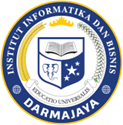 INSTITUT INFORMATIKA DAN BISNIS
EDUCATIO UNIVERSALIS
DARMAJAYA